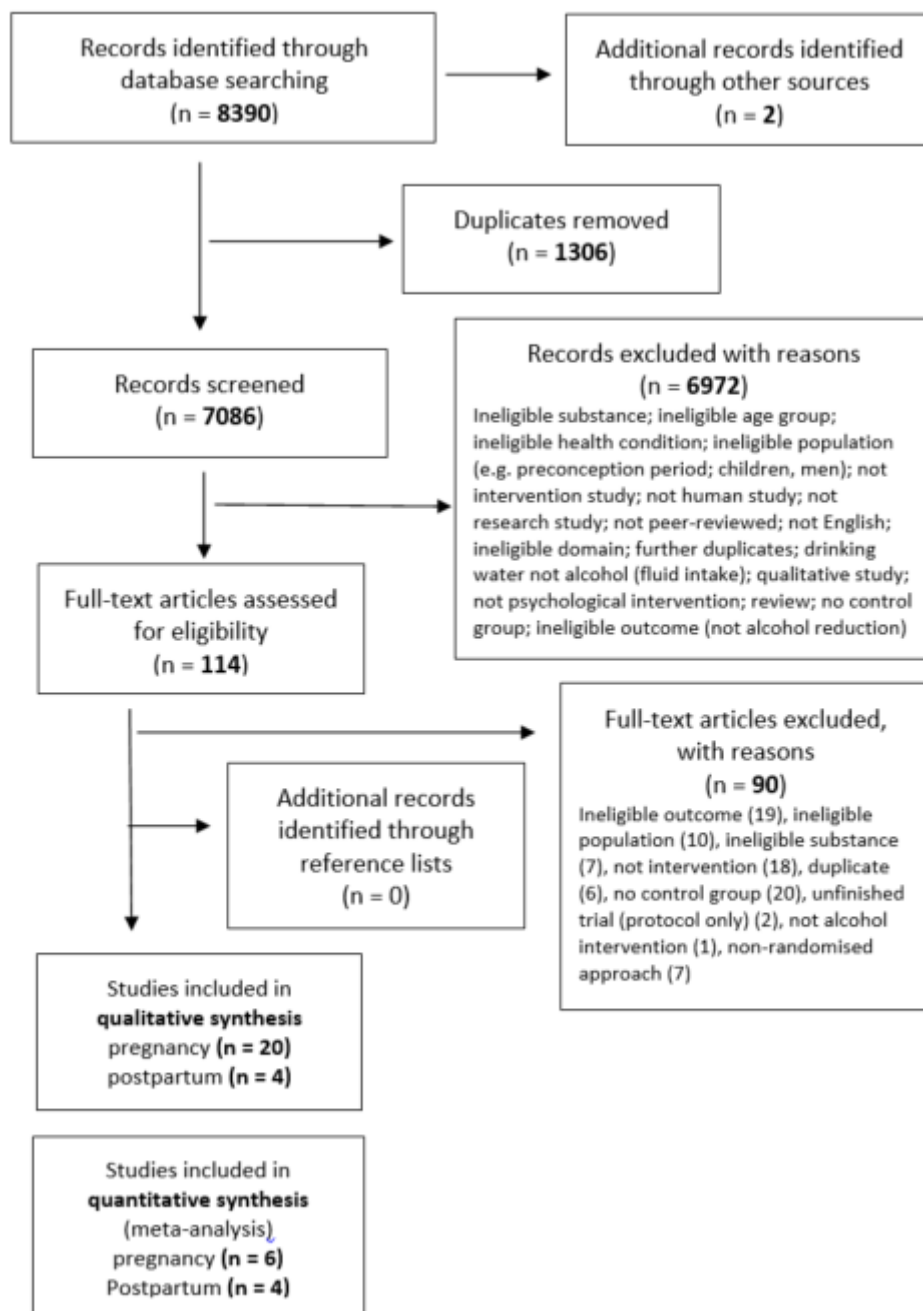 Records identified through
database searching
(n = 8390)
Additional records identified
through other sources
(n = 2)
Duplicates removed
(n = 1306)
Records screened
(n = 7086)
Records excluded with reasons
(n = 6972)
Ineligible substance; ineligible age group;
ineligible health condition; ineligible population
(e.g. preconception period; children, men); not
intervention study; not human study; not
research study; not peer-reviewed; not English;
ineligible domain; further duplicates; drinking
water not alcohol (fluid intake); qualitative study;
not psychological intervention; review; no control
group; ineligible outcome (not alcohol reduction)
Full-text articles assessed
for eligibility
(n = 114)
Full-text articles excluded,
with reasons
(n = 90)
Ineligible outcome (19), ineligible
population (10), ineligible substance
(7), not intervention (18), duplicate
(6), no control group (20), unfinished
trial (protocol only) (2), not alcohol
intervention (1), non-randomised
approach (7)
Additional records
identified through
reference lists
(n = 0)
Studies included in
qualitative synthesis
pregnancy (n = 20)
postpartum (n = 4)
Studies included in
quantitative synthesis
(meta-analysis)
pregnancy (n = 6)
Postpartum (n = 4)